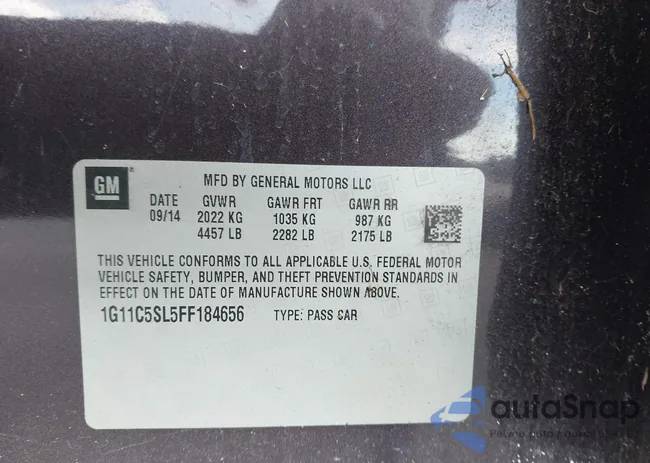 GM
MFD BY GENERAL MOTORS LLC
DATE GVWR GAWR FRT GAWR RR
09/14 2022 KG 1035 KG 987 KG
4457 LB 2282 LB 2175 LB
THIS VEHICLE CONFORMS TO ALL APPLICABLE U.S. FEDERAL MOTOR
VEHICLE SAFETY, BUMPER, AND THEFT PREVENTION STANDARDS IN
EFFECT ON THE DATE OF MANUFACTURE SHOWN ABOVE.
1G11C5SL5FF184656 TYPE: PASS CAR
autaSnap